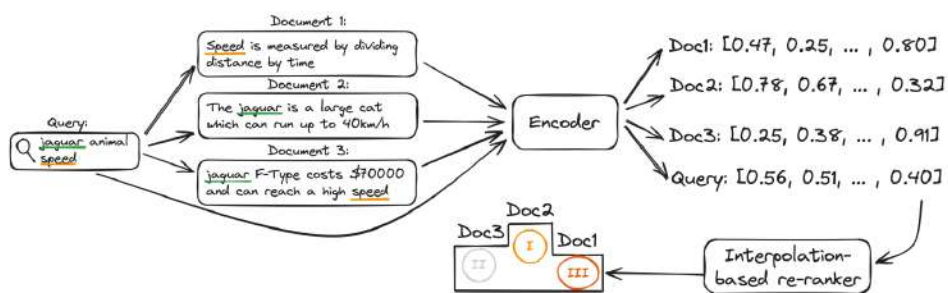 Document 1:
Speed is measured by dividing
distance by time
Document 2:
The jaguar is a large cat
which can run up to 40km/h
Document 3:
jaguar F-Type costs $70000
and can reach a high speed
Query:
jaguar animal
speed
Encoder
Doc1: [0.47, 0.25, ... , 0.80]
Doc2: [0.78, 0.67, ... , 0.32]
Doc3: [0.25, 0.38, ... , 0.91]
Query: [0.56, 0.51, ... , 0.40]
Interpolation-
based re-ranker
Doc2
Doc3
Doc1
I
II
III